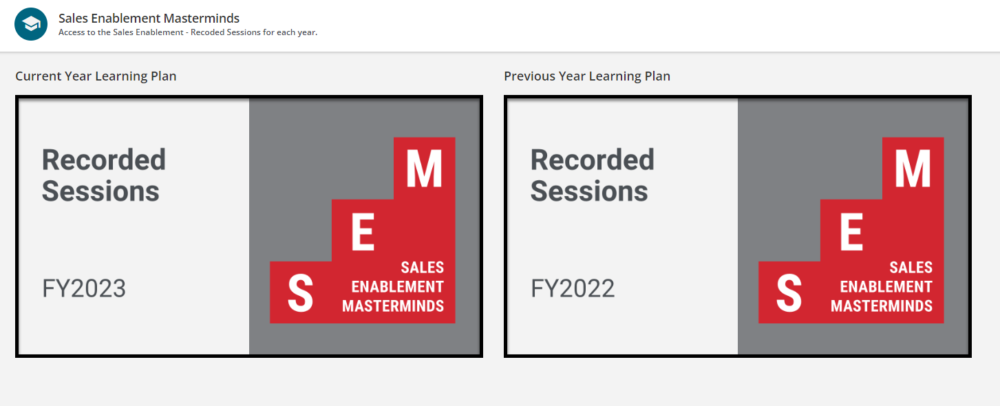 Sales Enablement Masterminds
Access to the Sales Enablement - Recoded Sessions for each year.
Current Year Learning Plan
Recorded
Sessions
FY2023
M
E
S
SALES
ENABLEMENT
MASTERMINDS
Previous Year Learning Plan
Recorded
Sessions
FY2022
M
E
S
SALES
ENABLEMENT
MASTERMINDS